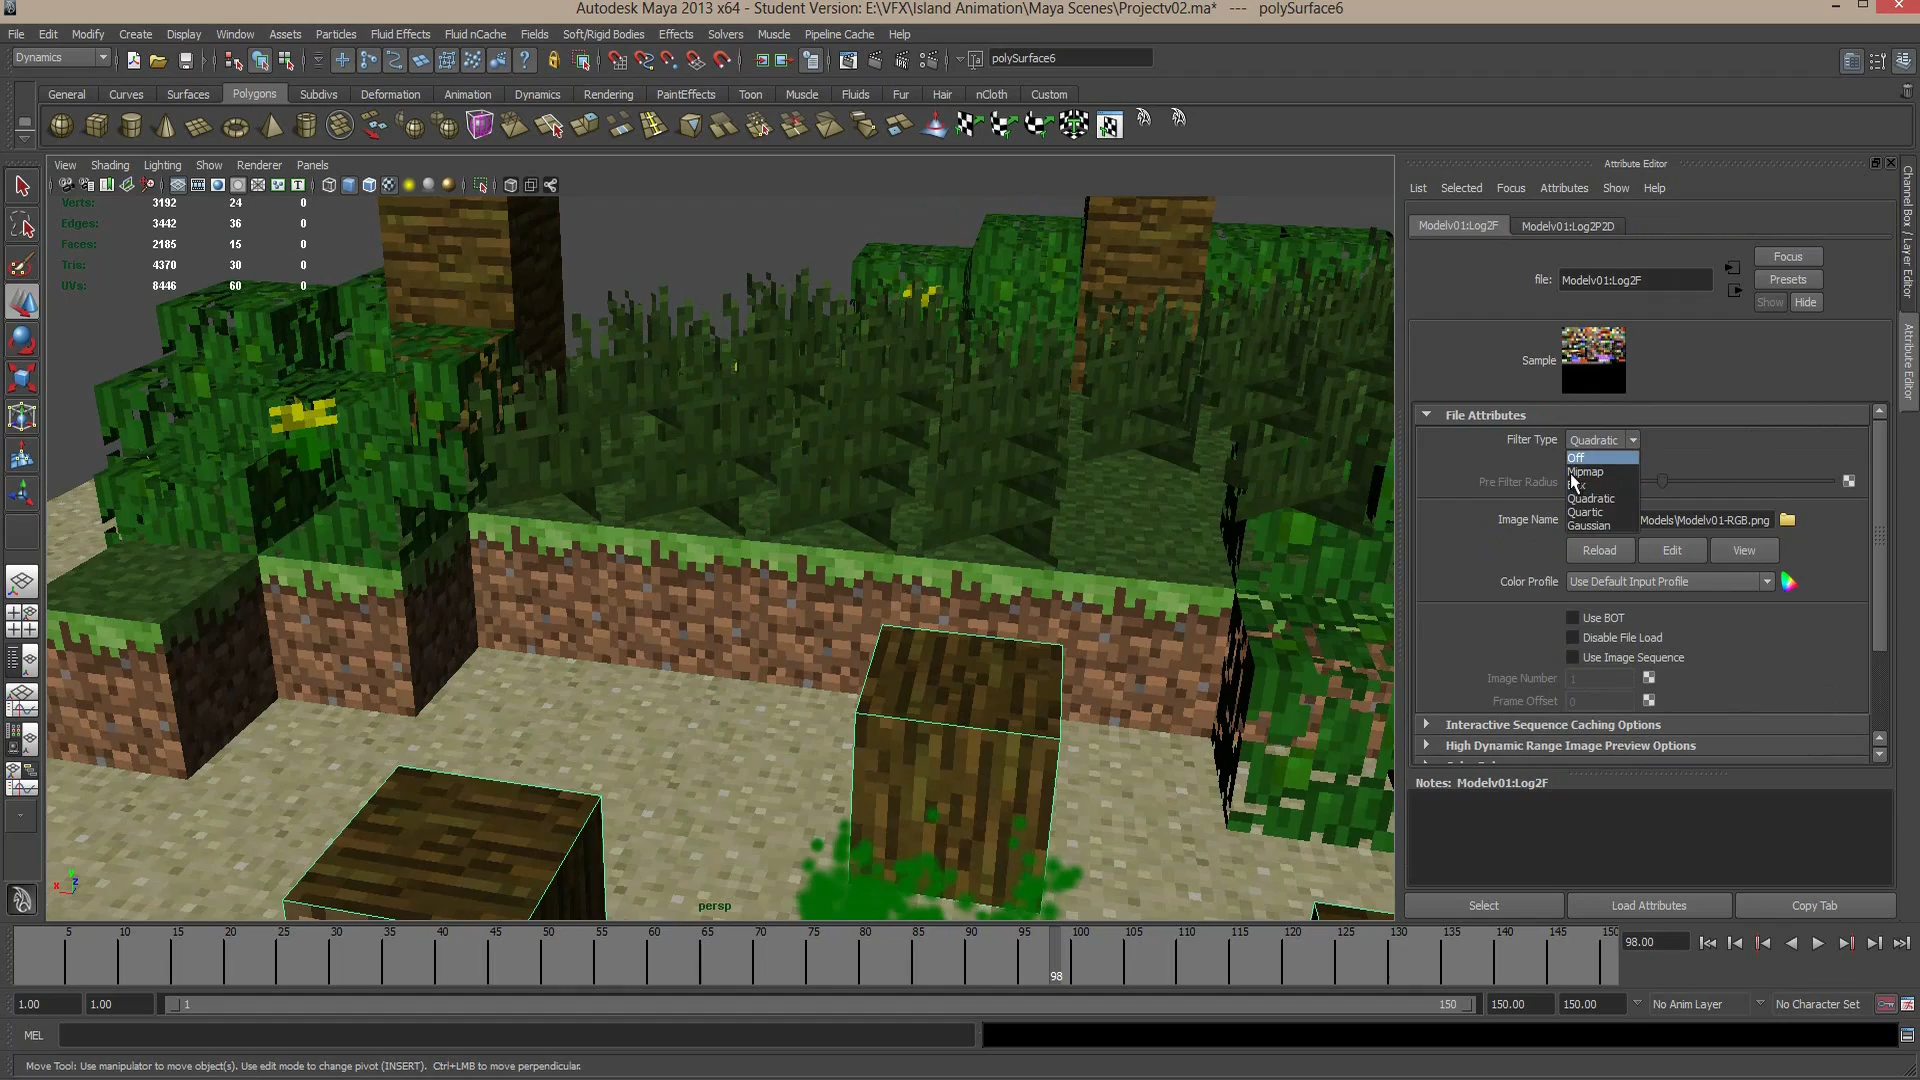 Autodesk Maya 2013 x64 - Student Version: E:\VFX\Island Animation\Maya Scenes\Projectv02.ma* --- polySurface6
File Edit Modify Create Display Window Assets Particles Fluid Effects Fluid nCache Fields Soft/Rigid Bodies Effects Solvers Muscle Pipeline Cache Help
Dynamics polySurface6
General Curves Surfaces Polygons Subdivs Deformation Animation Dynamics Rendering PaintEffects Toon Muscle Fluids Fur Hair nCloth Custom
View Shading Lighting Show Renderer Panels
Verts: 3192 24 0
Edges: 3442 36 0
Faces: 2185 15 0
Tris: 4370 30 0
UVs: 8446 60 0
persp
Attribute Editor
List Selected Focus Attributes Show Help
Modelv01:Log2F Modelv01:Log2P2D
Focus
file: Modelv01:Log2F
Presets
Show Hide
Sample
File Attributes
Filter Type Quadratic
Off
Mipmap
Pre Filter Radius
Quadratic
Quartic
Gaussian
Image Name Models\Modelv01-RGB.png
Reload Edit View
Color Profile Use Default Input Profile
Use BOT
Disable File Load
Use Image Sequence
Image Number 1
Frame Offset 0
Interactive Sequence Caching Options
High Dynamic Range Image Preview Options
Notes: Modelv01:Log2F
Select Load Attributes Copy Tab
Channel Box / Layer Editor
Attribute Editor
5 10 15 20 25 30 35 40 45 50 55 60 65 70 75 80 85 90 95 100 105 110 115 120 125 130 135 140 145 150
98
98.00
1.00 1.00 1 150 150.00 150.00 No Anim Layer No Character Set
MEL
Move Tool: Use manipulator to move object(s). Use edit mode to change pivot (INSERT). Ctrl+LMB to move perpendicular.